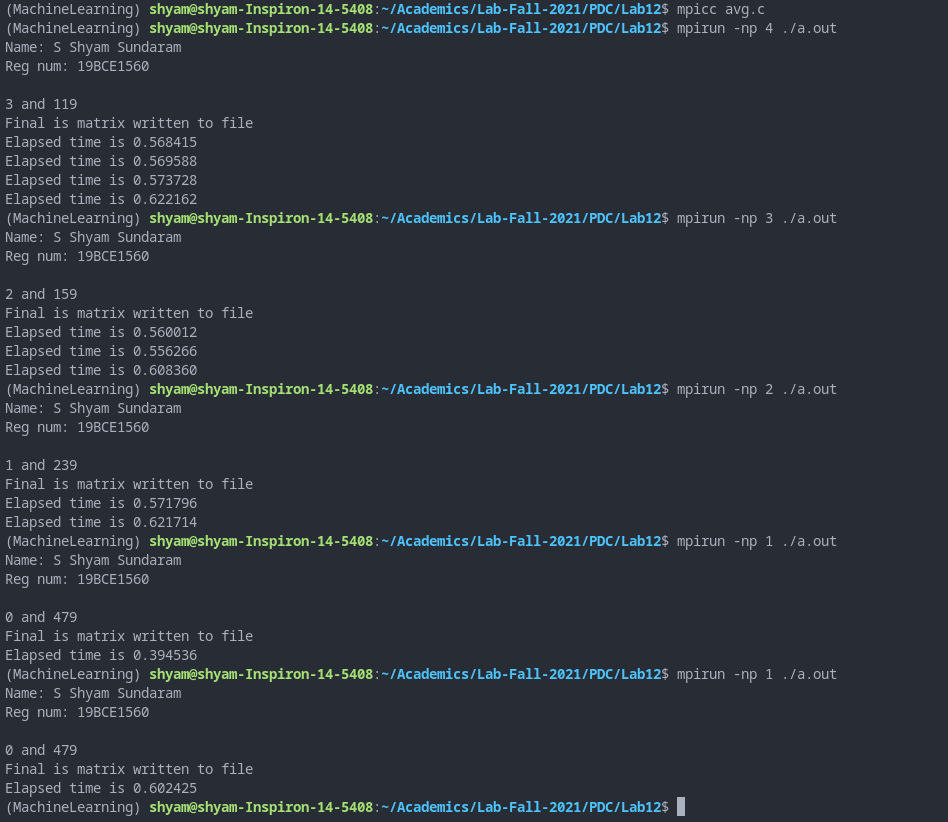 (MachineLearning) shyam@shyam-Inspiron-14-5408:~/Academics/Lab-Fall-2021/PDC/Lab12$ mpicc avg.c
(MachineLearning) shyam@shyam-Inspiron-14-5408:~/Academics/Lab-Fall-2021/PDC/Lab12$ mpirun -np 4 ./a.out
Name: S Shyam Sundaram
Reg num: 19BCE1560
3 and 119
Final is matrix written to file
Elapsed time is 0.568415
Elapsed time is 0.569588
Elapsed time is 0.573728
Elapsed time is 0.622162
(MachineLearning) shyam@shyam-Inspiron-14-5408:~/Academics/Lab-Fall-2021/PDC/Lab12$ mpirun -np 3 ./a.out
Name: S Shyam Sundaram
Reg num: 19BCE1560
2 and 159
Final is matrix written to file
Elapsed time is 0.560012
Elapsed time is 0.556266
Elapsed time is 0.608360
(MachineLearning) shyam@shyam-Inspiron-14-5408:~/Academics/Lab-Fall-2021/PDC/Lab12$ mpirun -np 2 ./a.out
Name: S Shyam Sundaram
Reg num: 19BCE1560
1 and 239
Final is matrix written to file
Elapsed time is 0.571796
Elapsed time is 0.621714
(MachineLearning) shyam@shyam-Inspiron-14-5408:~/Academics/Lab-Fall-2021/PDC/Lab12$ mpirun -np 1 ./a.out
Name: S Shyam Sundaram
Reg num: 19BCE1560
0 and 479
Final is matrix written to file
Elapsed time is 0.394536
(MachineLearning) shyam@shyam-Inspiron-14-5408:~/Academics/Lab-Fall-2021/PDC/Lab12$ mpirun -np 1 ./a.out
Name: S Shyam Sundaram
Reg num: 19BCE1560
0 and 479
Final is matrix written to file
Elapsed time is 0.602425
(MachineLearning) shyam@shyam-Inspiron-14-5408:~/Academics/Lab-Fall-2021/PDC/Lab12$